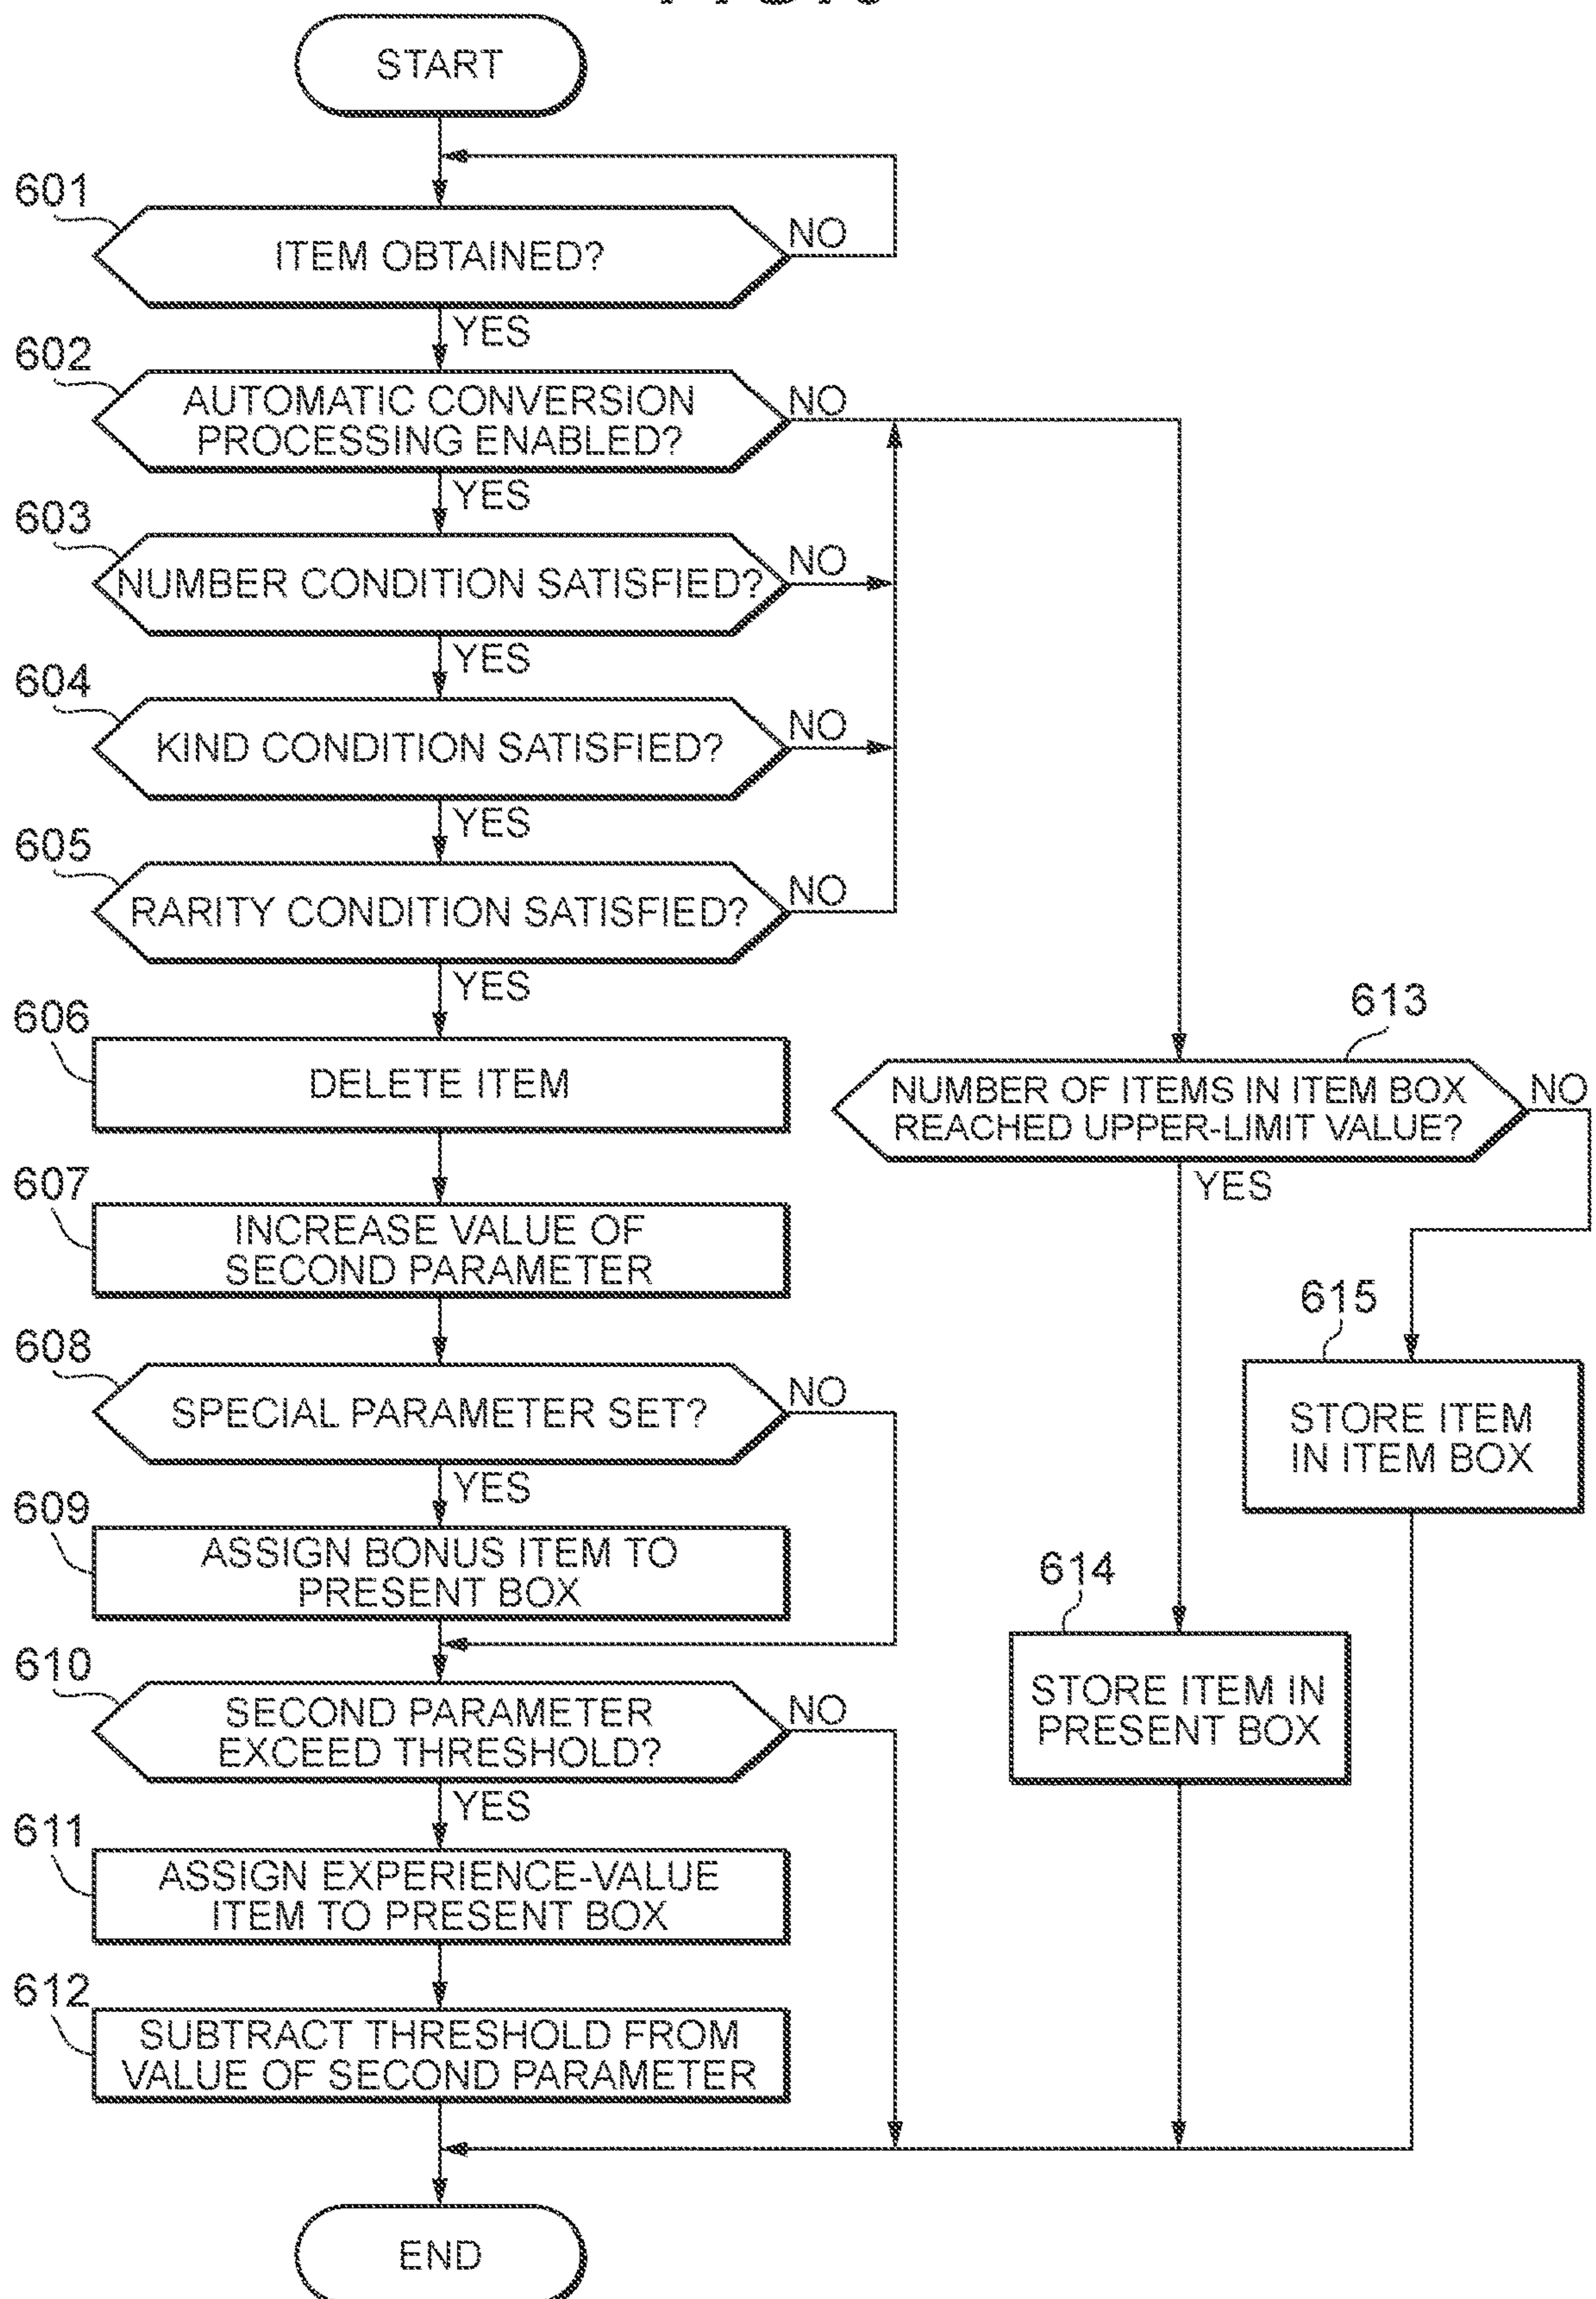 START
601
ITEM OBTAINED?
NO
YES
602
AUTOMATIC CONVERSION
PROCESSING ENABLED?
NO
YES
603
NUMBER CONDITION SATISFIED?
NO
YES
604
KIND CONDITION SATISFIED?
NO
YES
605
RARITY CONDITION SATISFIED?
NO
YES
606
DELETE ITEM
607
INCREASE VALUE OF
SECOND PARAMETER
608
SPECIAL PARAMETER SET?
NO
YES
609
ASSIGN BONUS ITEM TO
PRESENT BOX
610
SECOND PARAMETER
EXCEED THRESHOLD?
NO
YES
611
ASSIGN EXPERIENCE-VALUE
ITEM TO PRESENT BOX
612
SUBTRACT THRESHOLD FROM
VALUE OF SECOND PARAMETER
613
NUMBER OF ITEMS IN ITEM BOX
REACHED UPPER-LIMIT VALUE?
NO
YES
615
STORE ITEM
IN ITEM BOX
614
STORE ITEM IN
PRESENT BOX
END